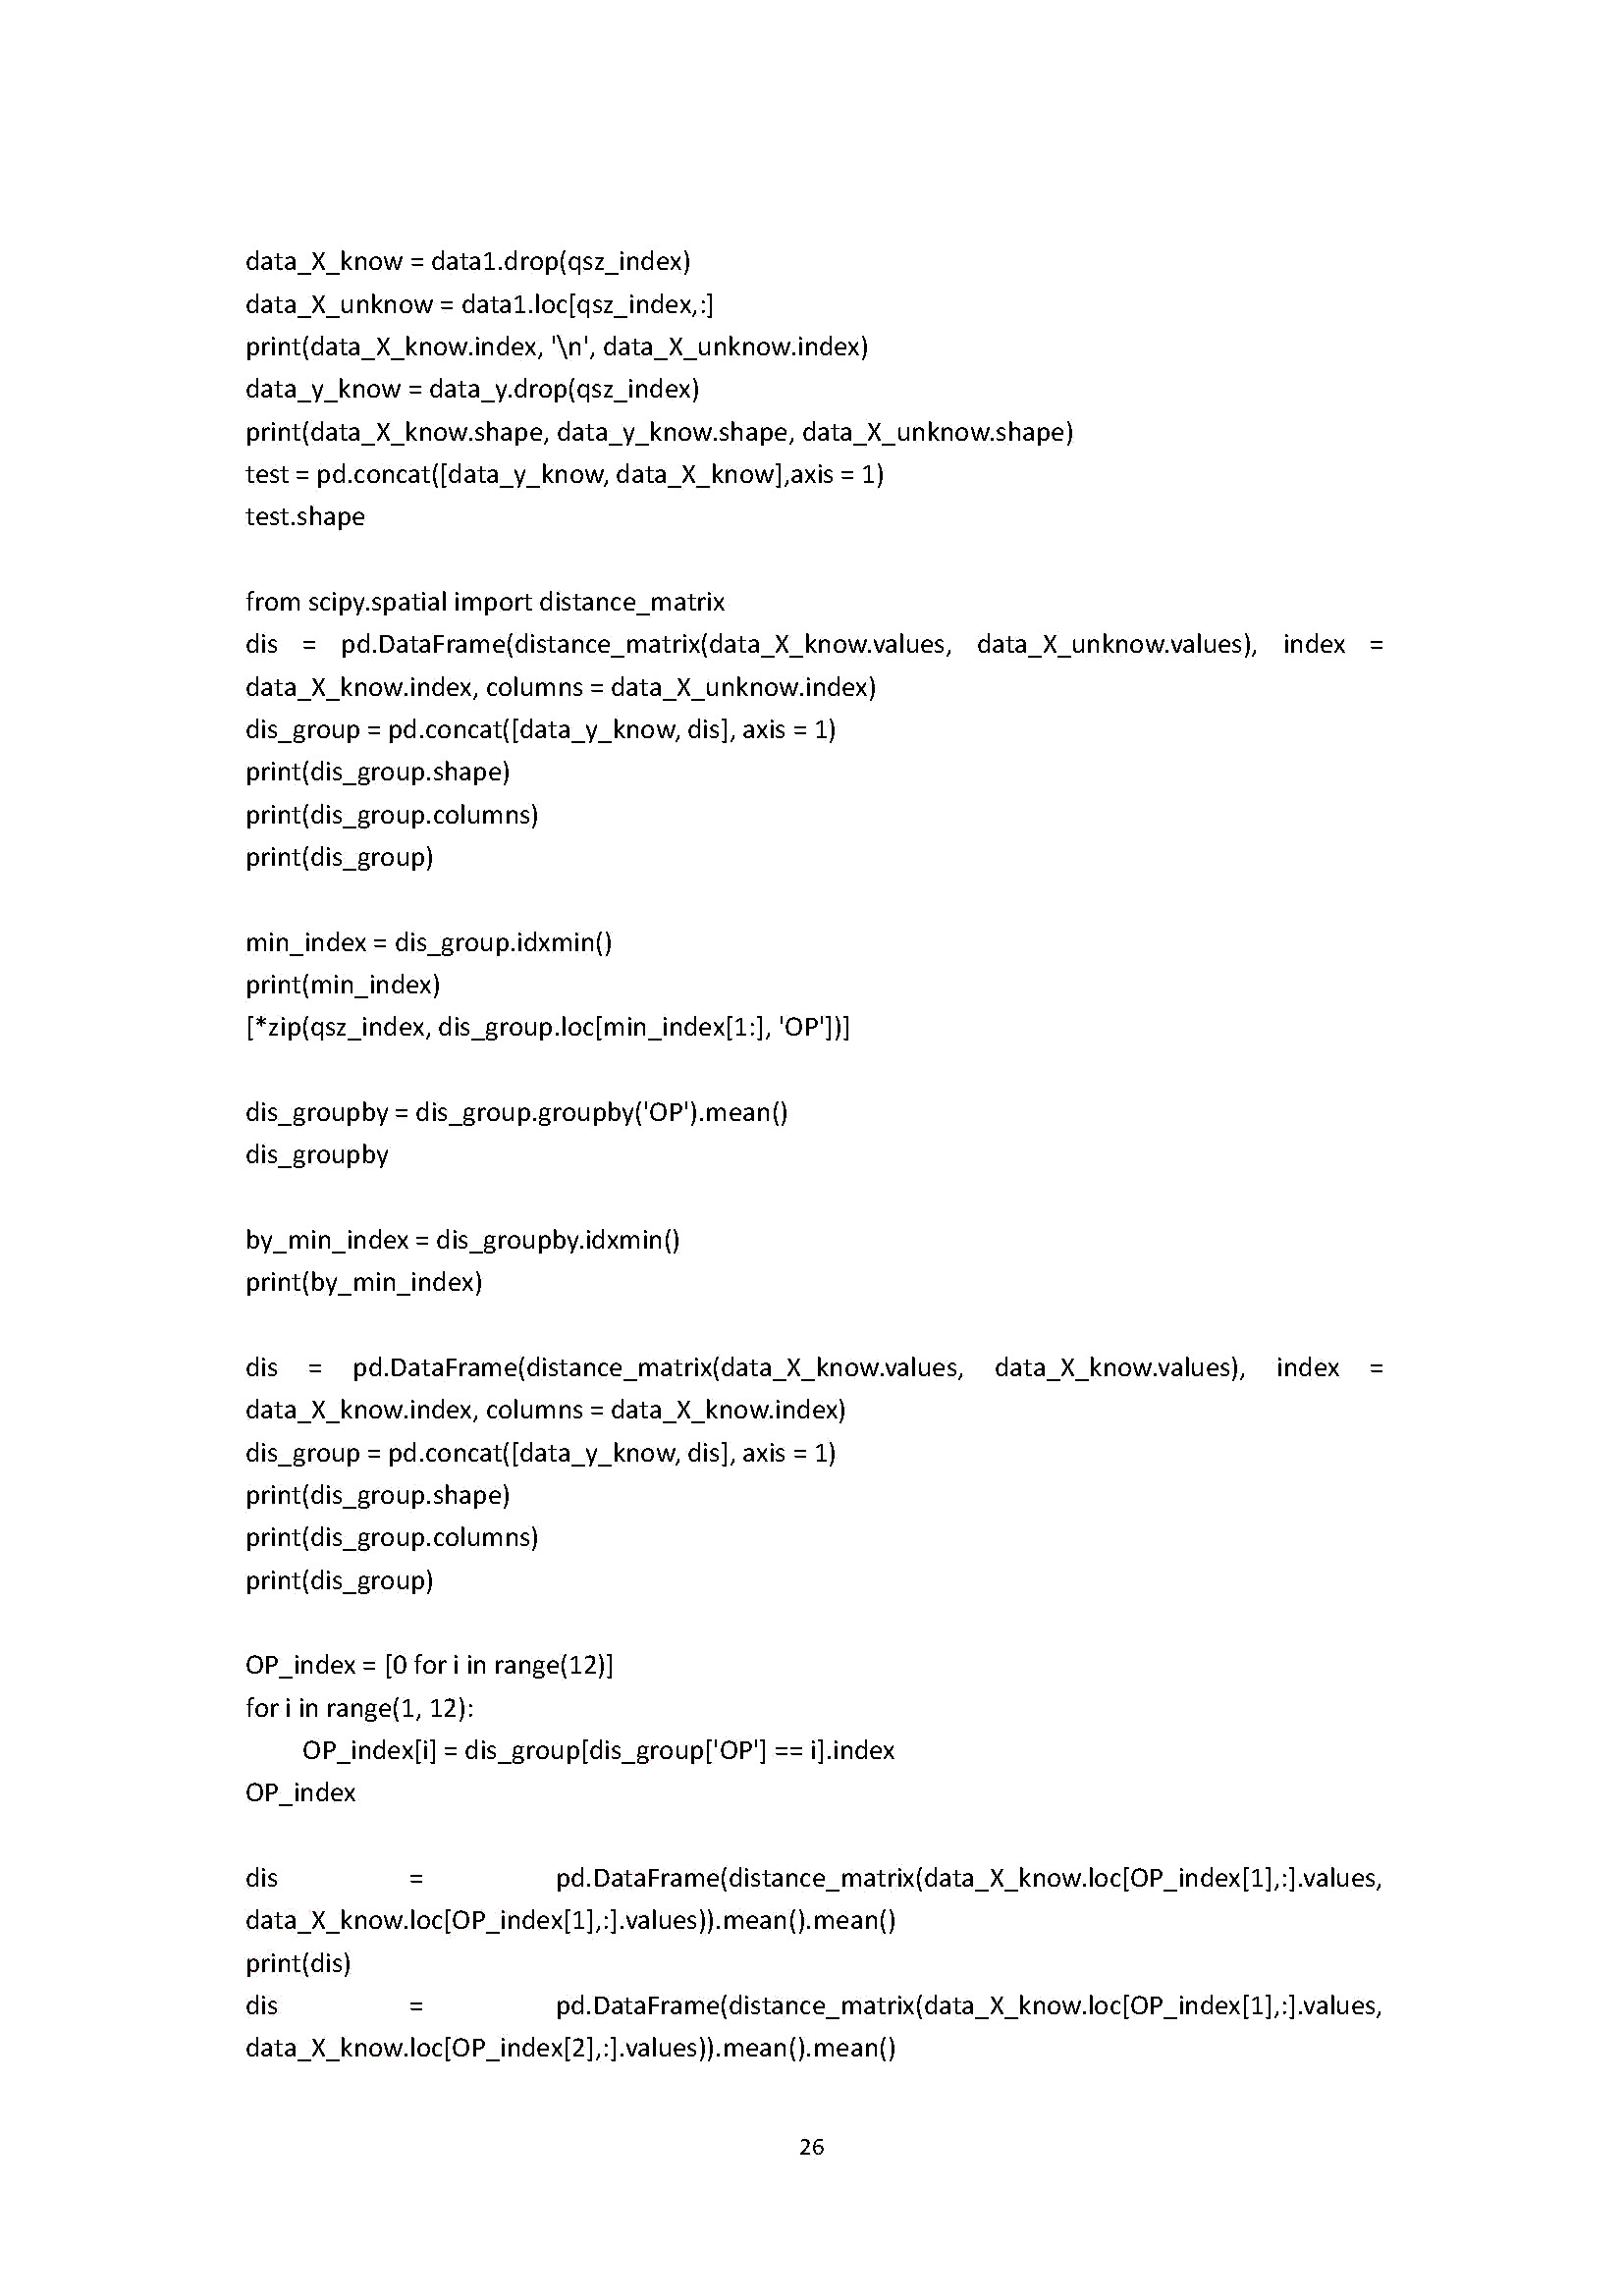 data_X_know = data1.drop(qsz_index)
data_X_unknow = data1.loc[qsz_index,:]
print(data_X_know.index, '\n', data_X_unknow.index)
data_y_know = data_y.drop(qsz_index)
print(data_X_know.shape, data_y_know.shape, data_X_unknow.shape)
test = pd.concat([data_y_know, data_X_know],axis = 1)
test.shape
from scipy.spatial import distance_matrix
dis = pd.DataFrame(distance_matrix(data_X_know.values, data_X_unknow.values), index =
data_X_know.index, columns = data_X_unknow.index)
dis_group = pd.concat([data_y_know, dis], axis = 1)
print(dis_group.shape)
print(dis_group.columns)
print(dis_group)
min_index = dis_group.idxmin()
print(min_index)
[*zip(qsz_index, dis_group.loc[min_index[1:], 'OP'])]
dis_groupby = dis_group.groupby('OP').mean()
dis_groupby
by_min_index = dis_groupby.idxmin()
print(by_min_index)
dis = pd.DataFrame(distance_matrix(data_X_know.values, data_X_know.values), index =
data_X_know.index, columns = data_X_know.index)
dis_group = pd.concat([data_y_know, dis], axis = 1)
print(dis_group.shape)
print(dis_group.columns)
print(dis_group)
OP_index = [0 for i in range(12)]
for i in range(1, 12):
OP_index[i] = dis_group[dis_group['OP'] == i].index
OP_index
dis = pd.DataFrame(distance_matrix(data_X_know.loc[OP_index[1],:].values,
data_X_know.loc[OP_index[1],:].values)).mean().mean()
print(dis)
dis = pd.DataFrame(distance_matrix(data_X_know.loc[OP_index[1],:].values,
data_X_know.loc[OP_index[2],:].values)).mean().mean()
26